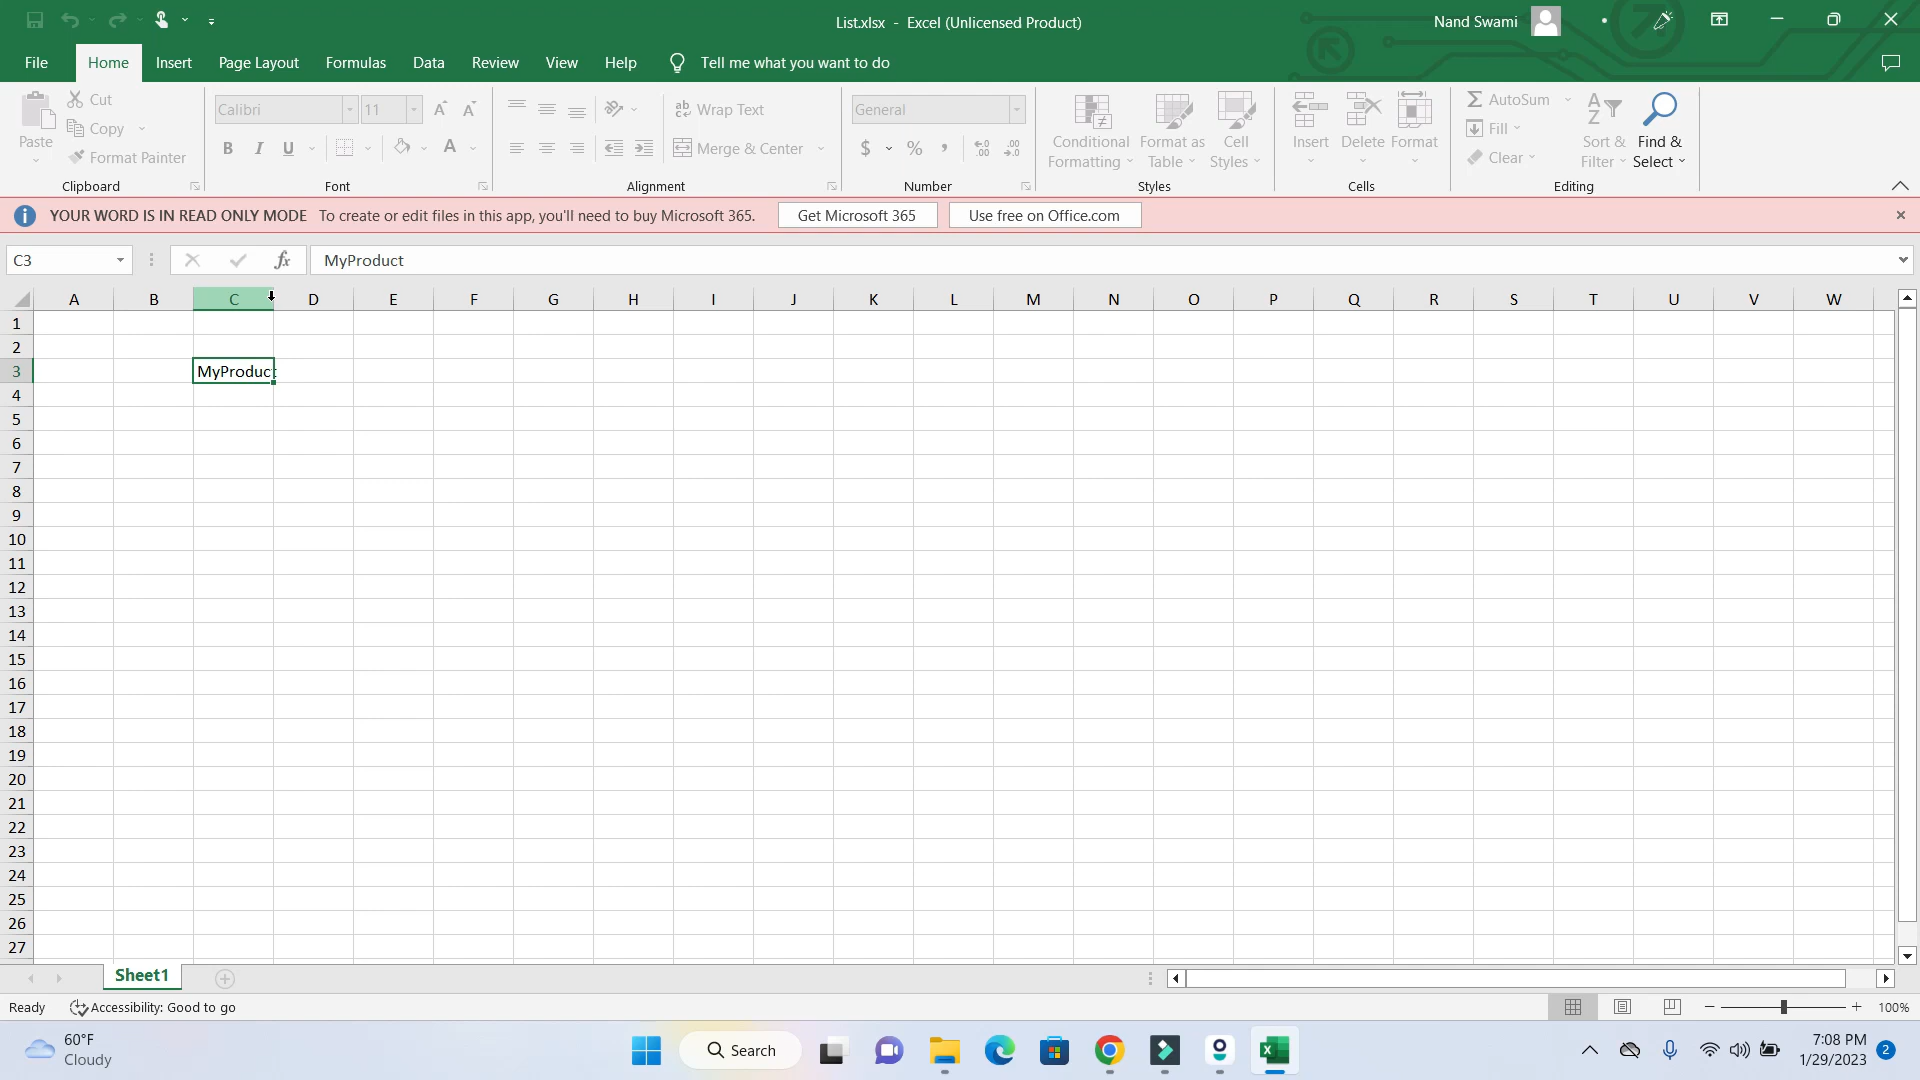 List.xlsx - Excel (Unlicensed Product)
Nand Swami
File Home Insert Page Layout Formulas Data Review View Help Tell me what you want to do
Paste
Cut
Copy
Format Painter
Clipboard
Calibri 11
B I U
Font
Wrap Text
Merge & Center
Alignment
General
$ % ,
Number
Conditional Formatting
Format as Table
Cell Styles
Styles
Insert
Delete
Format
Cells
AutoSum
Fill
Clear
Sort & Filter
Find & Select
Editing
YOUR WORD IS IN READ ONLY MODE To create or edit files in this app, you'll need to buy Microsoft 365. Get Microsoft 365 Use free on Office.com
C3 fx MyProduct
A B C D E F G H I J K L M N O P Q R S T U V W
1
2
3 MyProduct
4
5
6
7
8
9
10
11
12
13
14
15
16
17
18
19
20
21
22
23
24
25
26
27
Sheet1
Ready Accessibility: Good to go 100%
60°F
Cloudy
Search
7:08 PM
1/29/2023
2